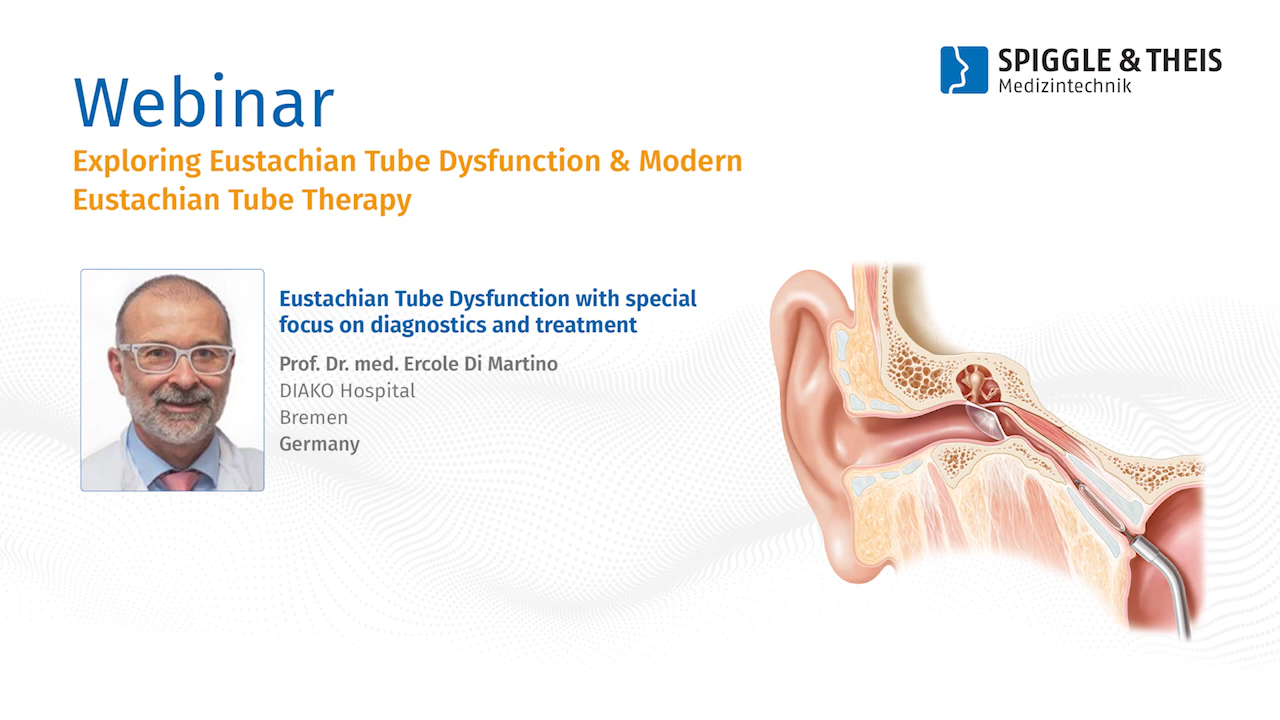 SPIGGLE & THEIS
Medizintechnik
Webinar
Exploring Eustachian Tube Dysfunction & Modern
Eustachian Tube Therapy
Eustachian Tube Dysfunction with special
focus on diagnostics and treatment
Prof. Dr. med. Ercole Di Martino
DIAKO Hospital
Bremen
Germany